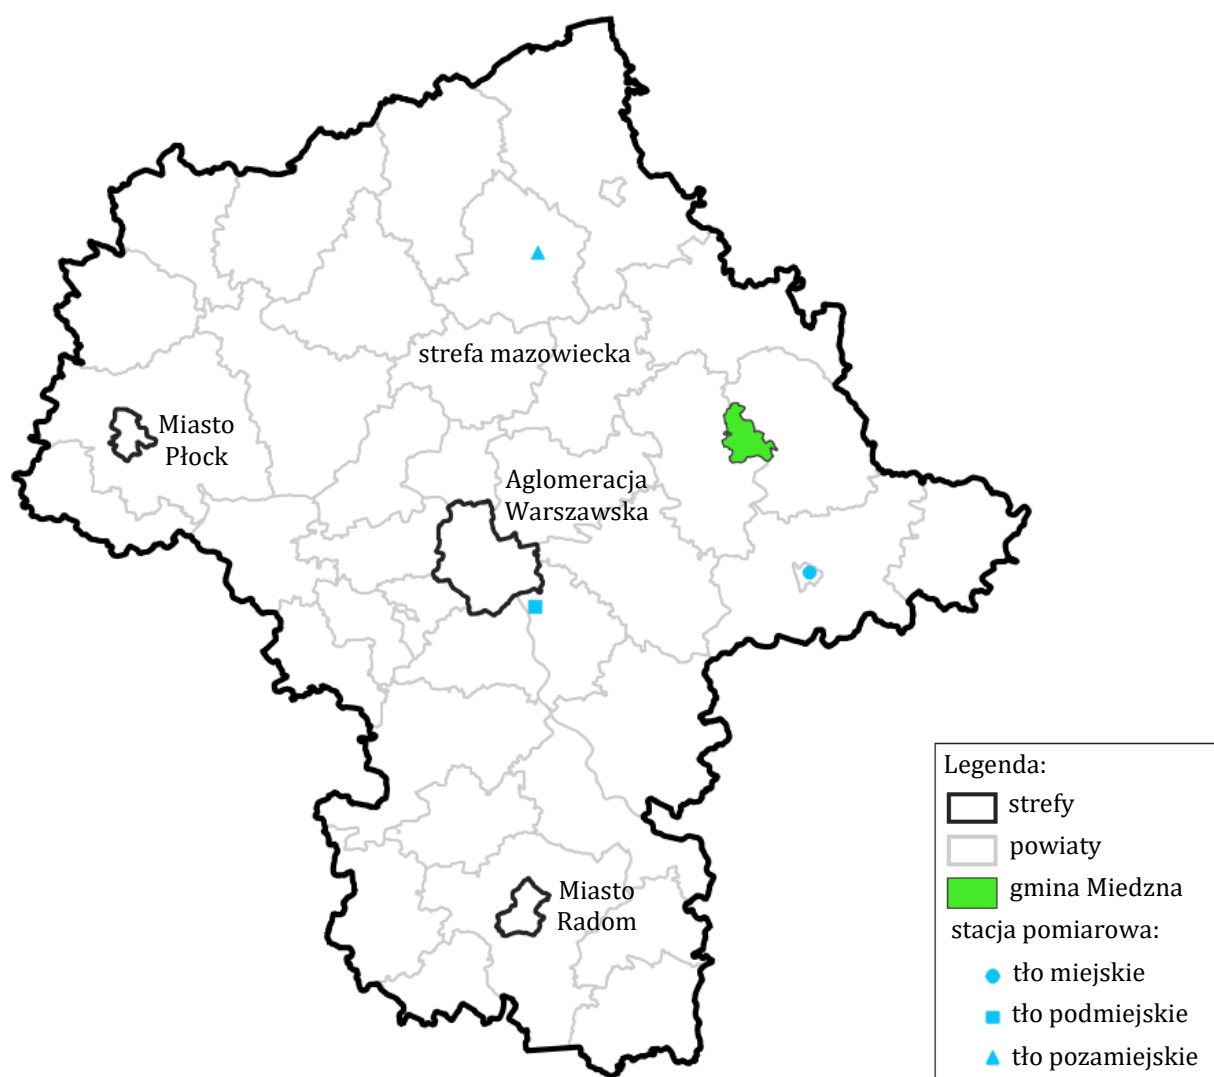 strefa mazowiecka
Miasto
Płock
Aglomeracja
Warszawska
Miasto
Radom
Legenda:
strefy
powiaty
gmina Miedzna
stacja pomiarowa:
tło miejskie
tło podmiejskie
tło pozamiejskie